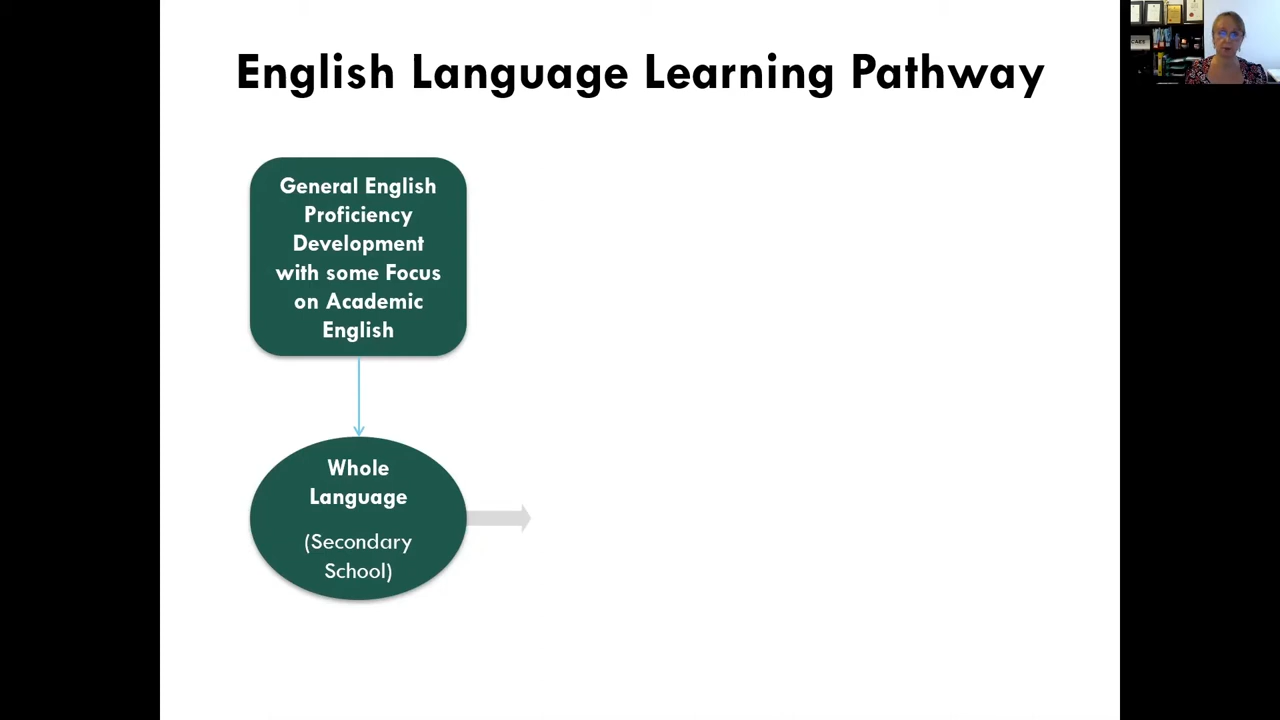 English Language Learning Pathway
General English
Proficiency
Development
with some Focus
on Academic
English
Whole
Language
(Secondary
School)